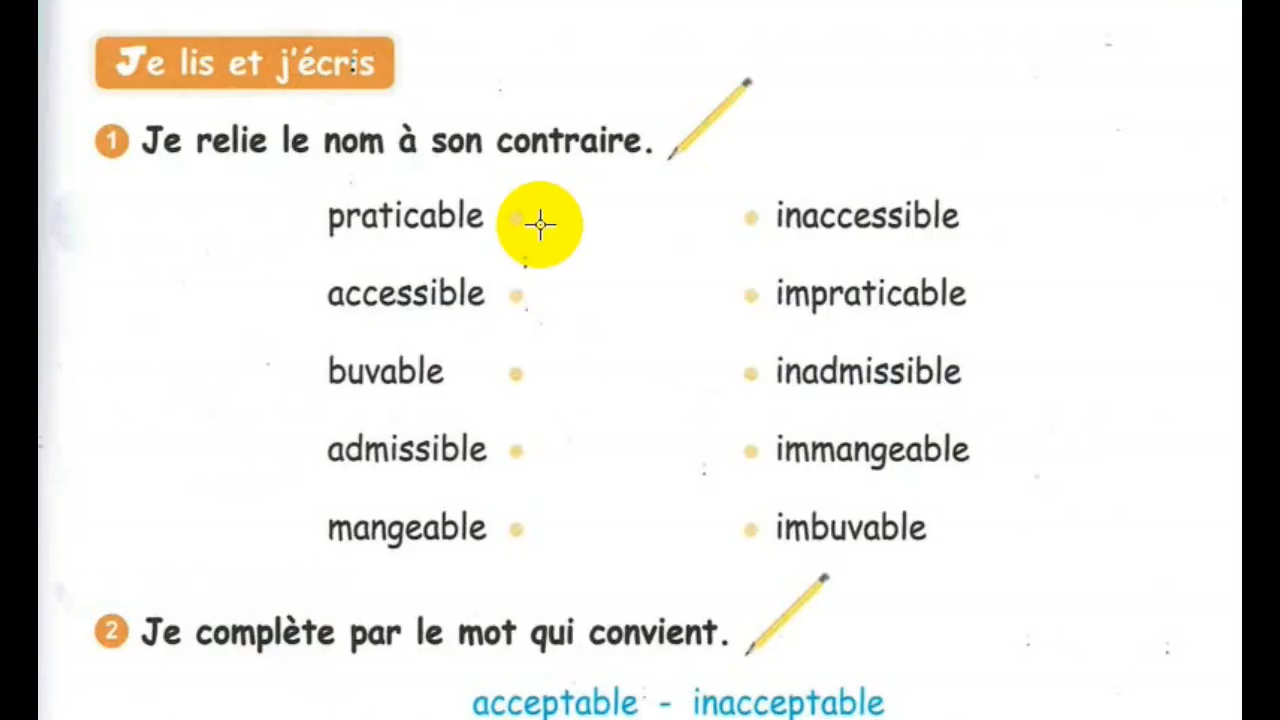 Je lis et j'écris
1 Je relie le nom à son contraire.
praticable inaccessible
accessible impraticable
buvable inadmissible
admissible immangeable
mangeable imbuvable
2 Je complète par le mot qui convient.
acceptable - inacceptable